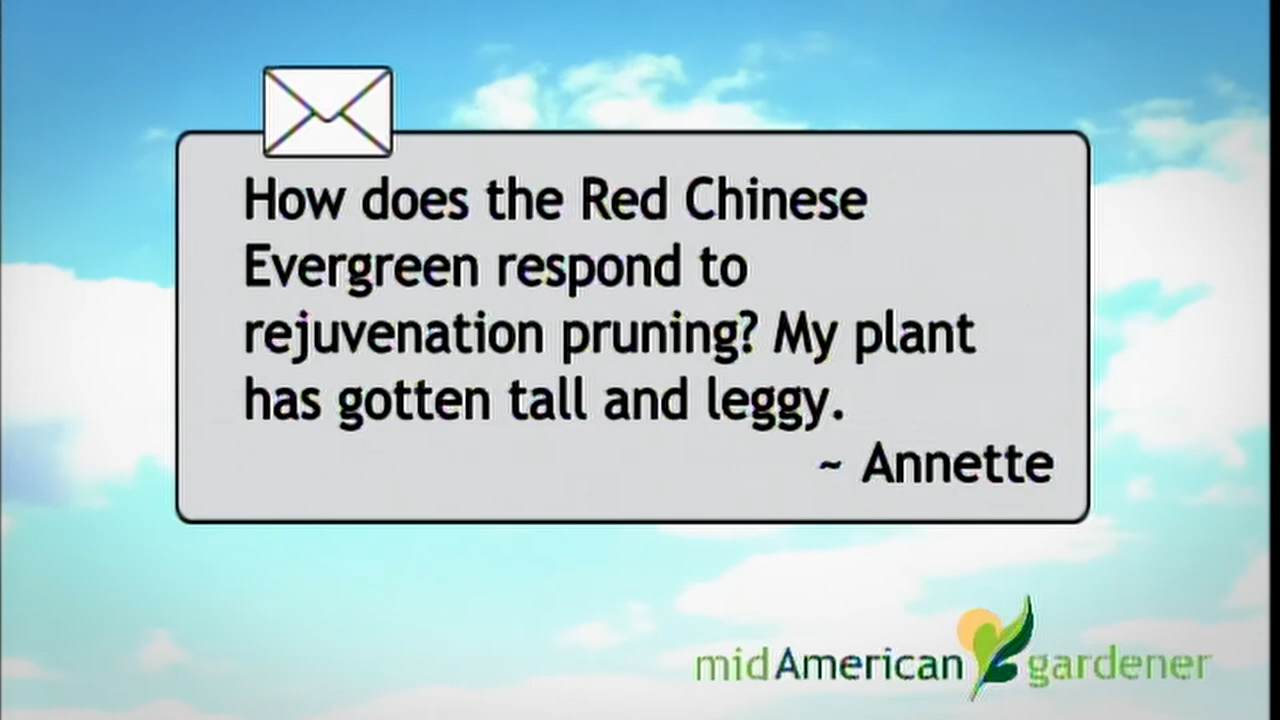 How does the Red Chinese
Evergreen respond to
rejuvenation pruning? My plant
has gotten tall and leggy.
~ Annette
midAmerican gardener